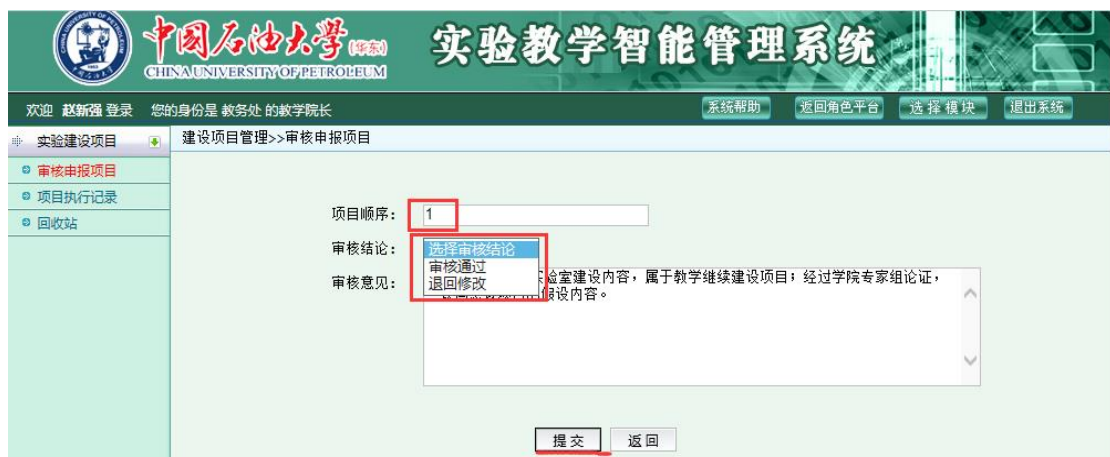 中国石油大学(华东)
CHINA UNIVERSITY OF PETROLEUM
实验教学智能管理系统
欢迎 赵新强 登录 您的身份是 教务处 的教学院长
系统帮助 返回角色平台 选择模块 退出系统
实验建设项目
建设项目管理>>审核申报项目
审核申报项目
项目执行记录
回收站
项目顺序: 1
审核结论: 选择审核结论
审核通过
退回修改
审核意见: 验室建设内容,属于教学继续建设项目;经过学院专家组论证,
设内容。
提交 返回